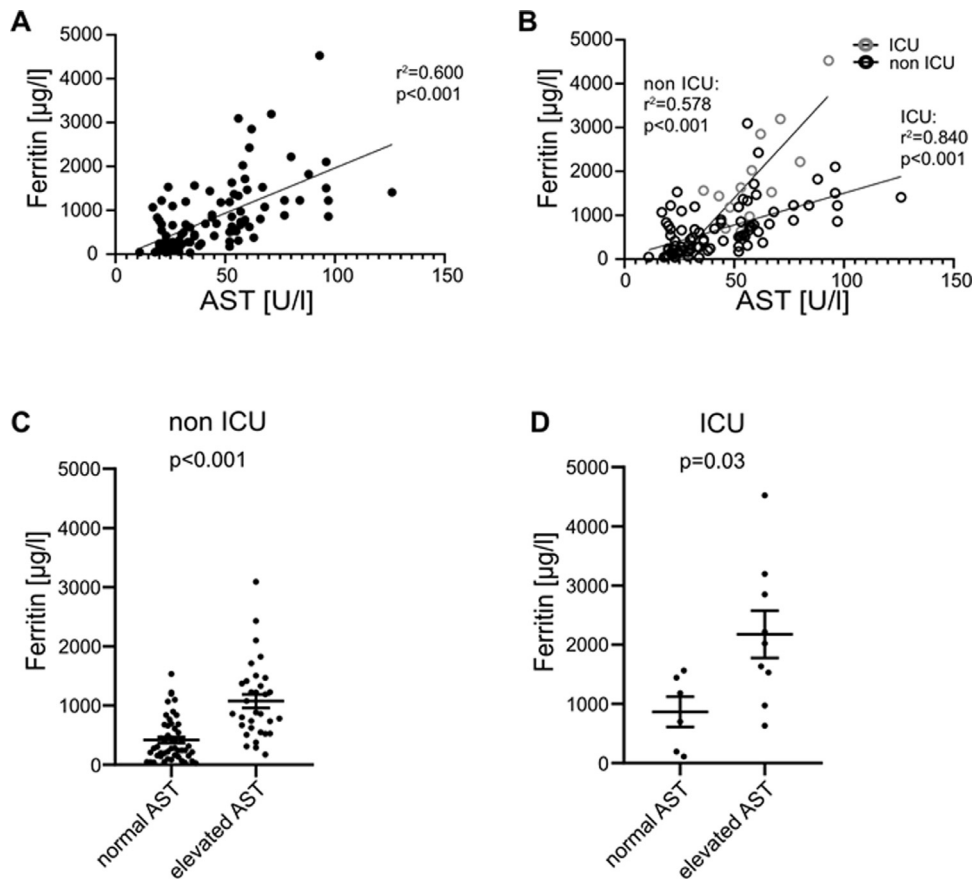 A
Ferritin [µg/l]
5000
4000
3000
2000
1000
0
r²=0.600
p<0.001
0
50
100
150
AST [U/l]
B
Ferritin [µg/l]
5000
4000
3000
2000
1000
0
ICU
non ICU
non ICU:
r²=0.578
p<0.001
ICU:
r²=0.840
p<0.001
0
50
100
150
AST [U/l]
C
non ICU
p<0.001
Ferritin [µg/l]
5000
4000
3000
2000
1000
0
normal AST
elevated AST
D
ICU
p=0.03
Ferritin [µg/l]
5000
4000
3000
2000
1000
0
normal AST
elevated AST